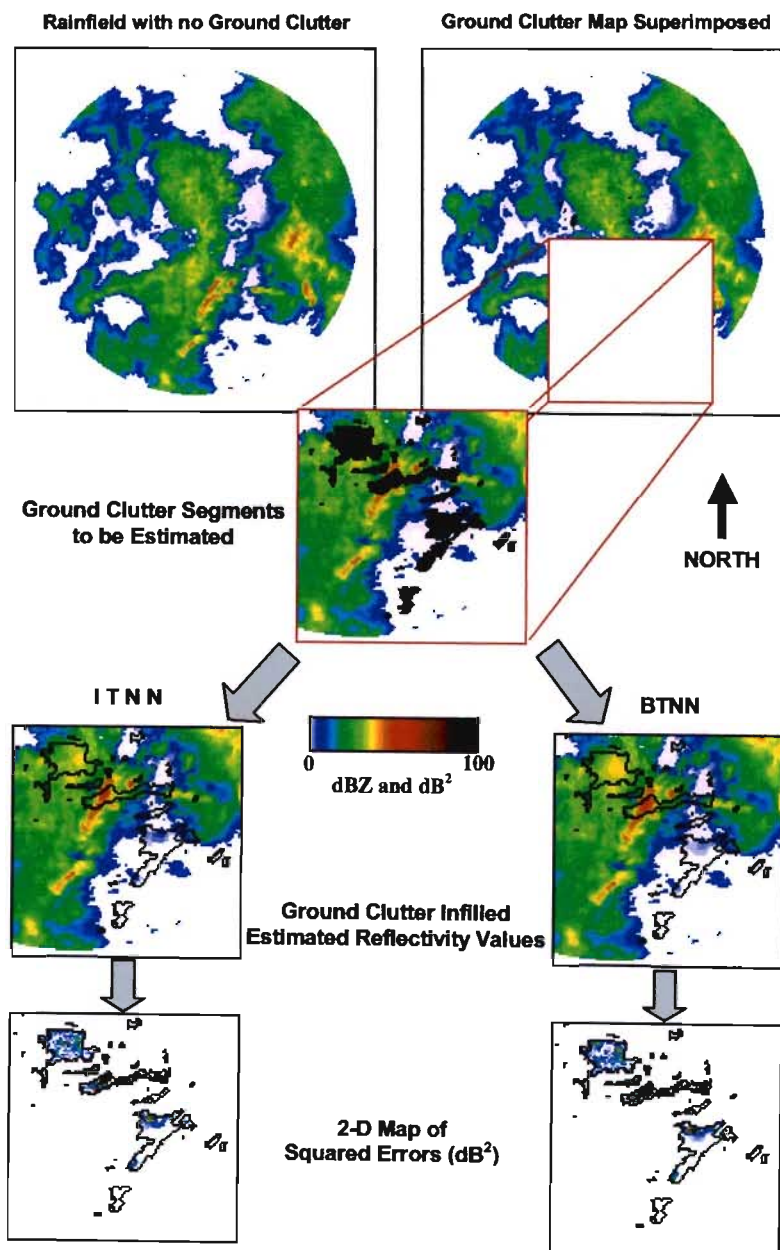 Rainfield with no Ground Clutter
Ground Clutter Map Superimposed
Ground Clutter Segments
to be Estimated
NORTH
I T N N
BTNN
0
100
dBZ and dB²
Ground Clutter Infilled
Estimated Reflectivity Values
2-D Map of
Squared Errors (dB²)